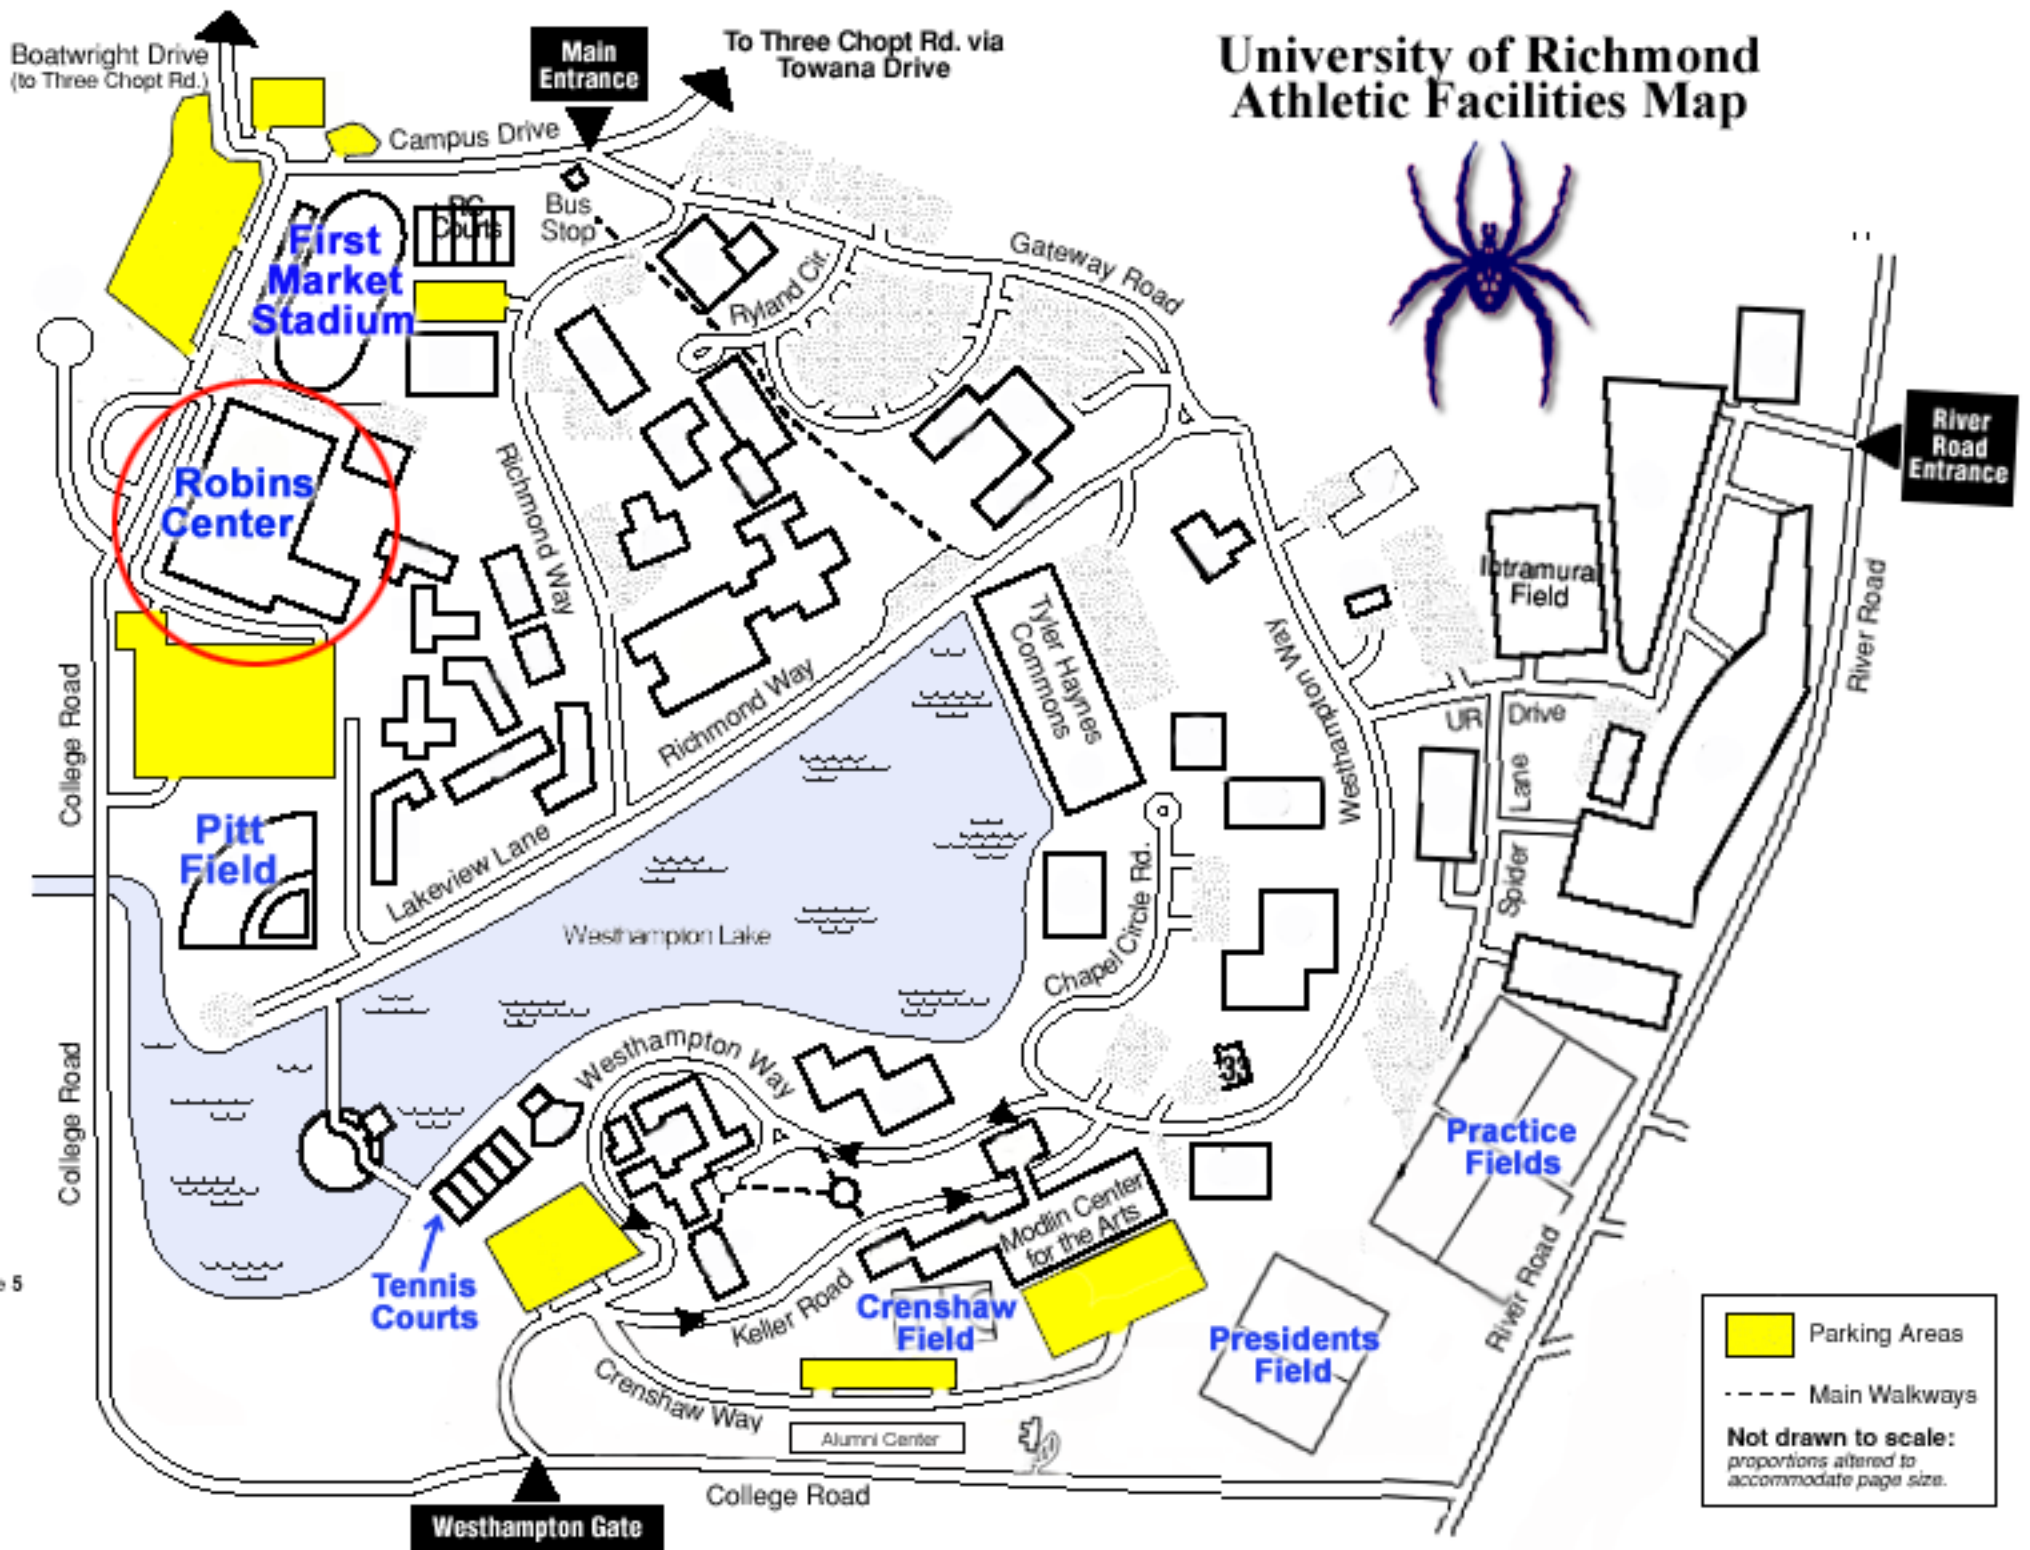 University of Richmond
Athletic Facilities Map
Boatwright Drive
(to Three Chopt Rd.)
Main
Entrance
To Three Chopt Rd. via
Towana Drive
Campus Drive
Bus
Stop
Courts
First
Market
Stadium
Ryland Cir.
Gateway Road
River
Road
Entrance
Robins
Center
Richmond Way
Intramural
Field
River Road
Tyler Haynes
Commons
Westhampton Way
College Road
Richmond Way
UR Drive
Westhampton
Spider Lane
Pitt
Field
Lakeview Lane
Westhampton Lake
Chapel Circle Rd.
College Road
Westhampton Way
33
Practice
Fields
Modlin Center
for the Arts
5
Tennis
Courts
Keller Road
Crenshaw
Field
Presidents
Field
River Road
Crenshaw Way
Alumni Center
College Road
Westhampton Gate
Parking Areas
Main Walkways
Not drawn to scale:
proportions altered to
accommodate page size.